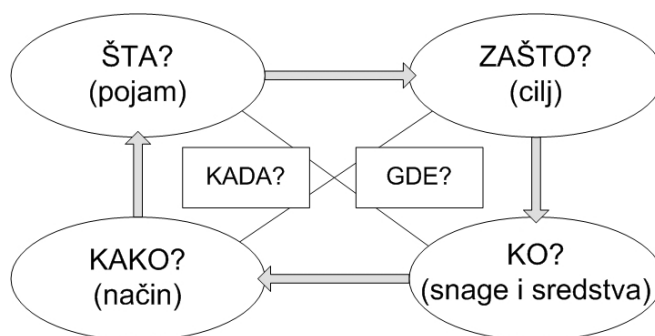 ŠTA?
(pojam)
ZAŠTO?
(cilj)
KADA?
GDE?
KAKO?
(način)
KO?
(snage i sredstva)